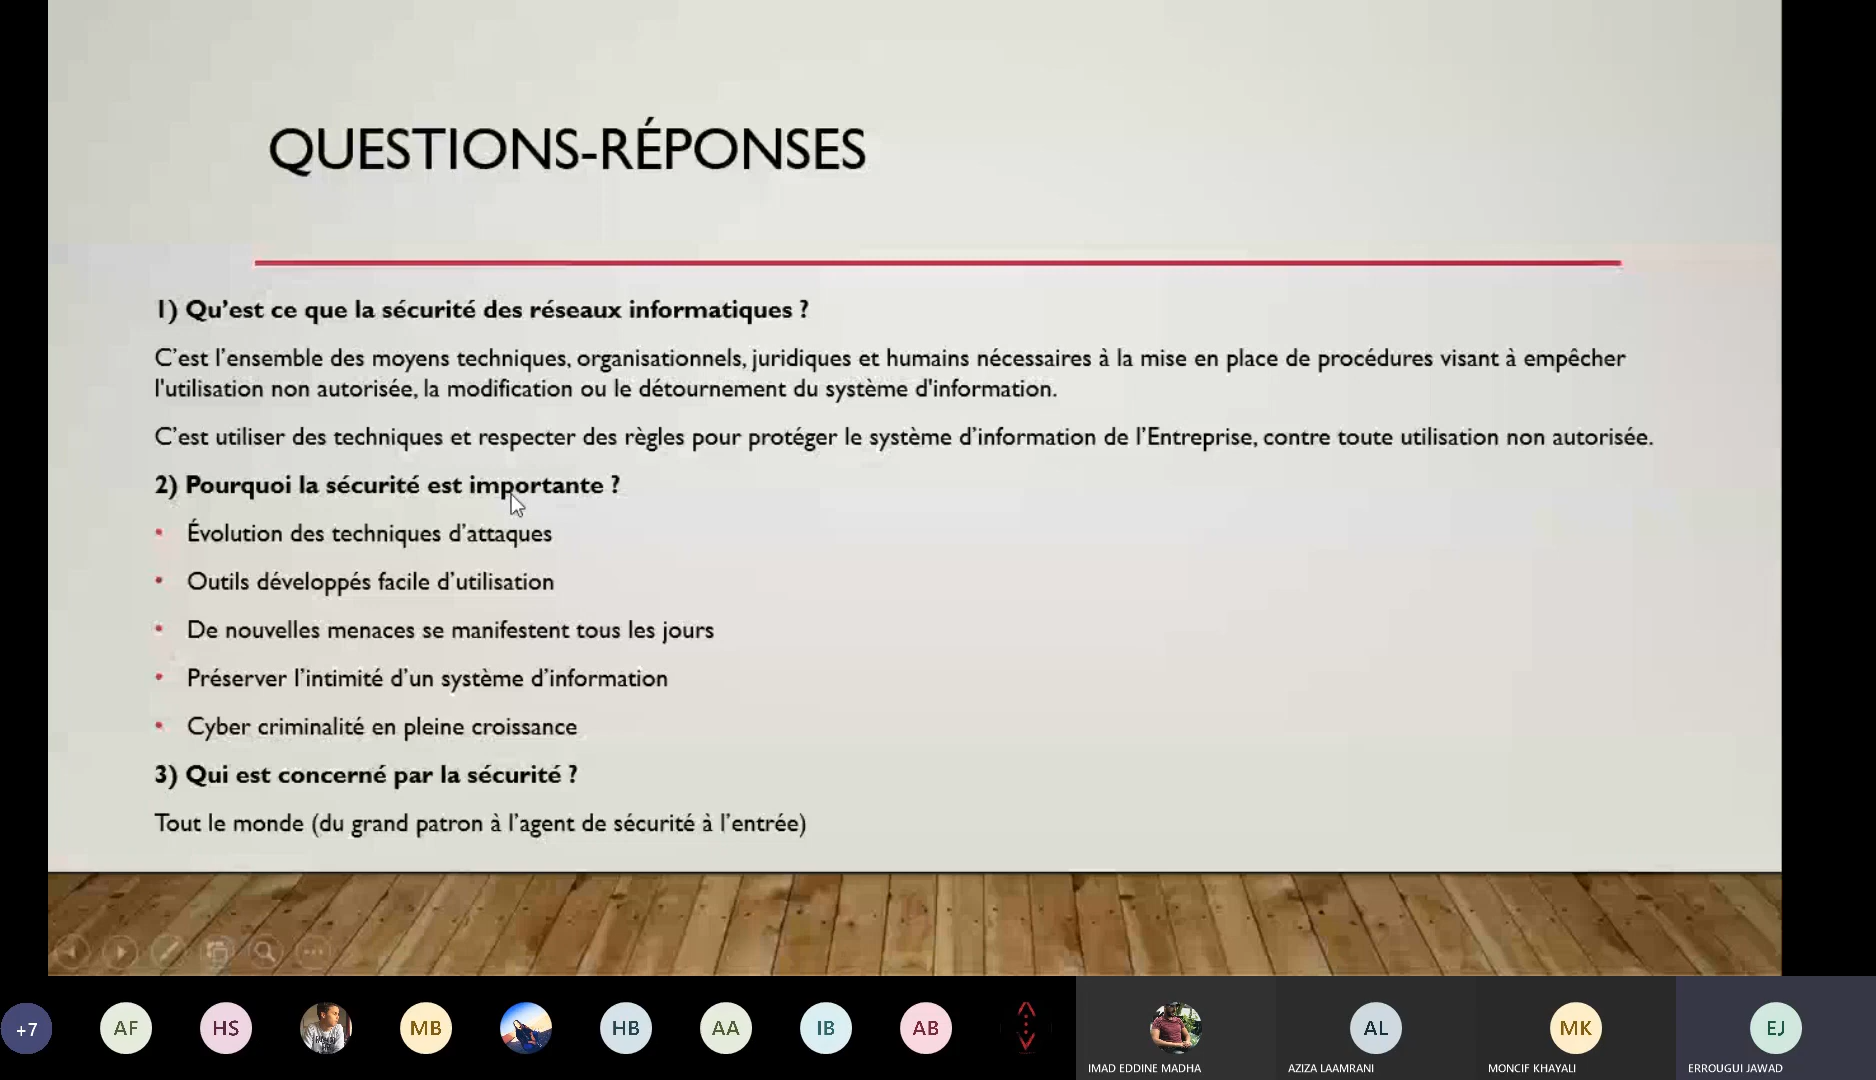 QUESTIONS-RÉPONSES
1) Qu’est ce que la sécurité des réseaux informatiques ?
C’est l’ensemble des moyens techniques, organisationnels, juridiques et humains nécessaires à la mise en place de procédures visant à empêcher
l'utilisation non autorisée, la modification ou le détournement du système d'information.
C’est utiliser des techniques et respecter des règles pour protéger le système d’information de l’Entreprise, contre toute utilisation non autorisée.
2) Pourquoi la sécurité est importante ?
• Évolution des techniques d’attaques
• Outils développés facile d’utilisation
• De nouvelles menaces se manifestent tous les jours
• Préserver l’intimité d’un système d’information
• Cyber criminalité en pleine croissance
3) Qui est concerné par la sécurité ?
Tout le monde (du grand patron à l’agent de sécurité à l’entrée)
+7 AF HS MB HB AA IB AB AL MK EJ
IMAD EDDINE MADHA AZIZA LAAMRANI MONCIF KHAYALI ERROUGUI JAWAD